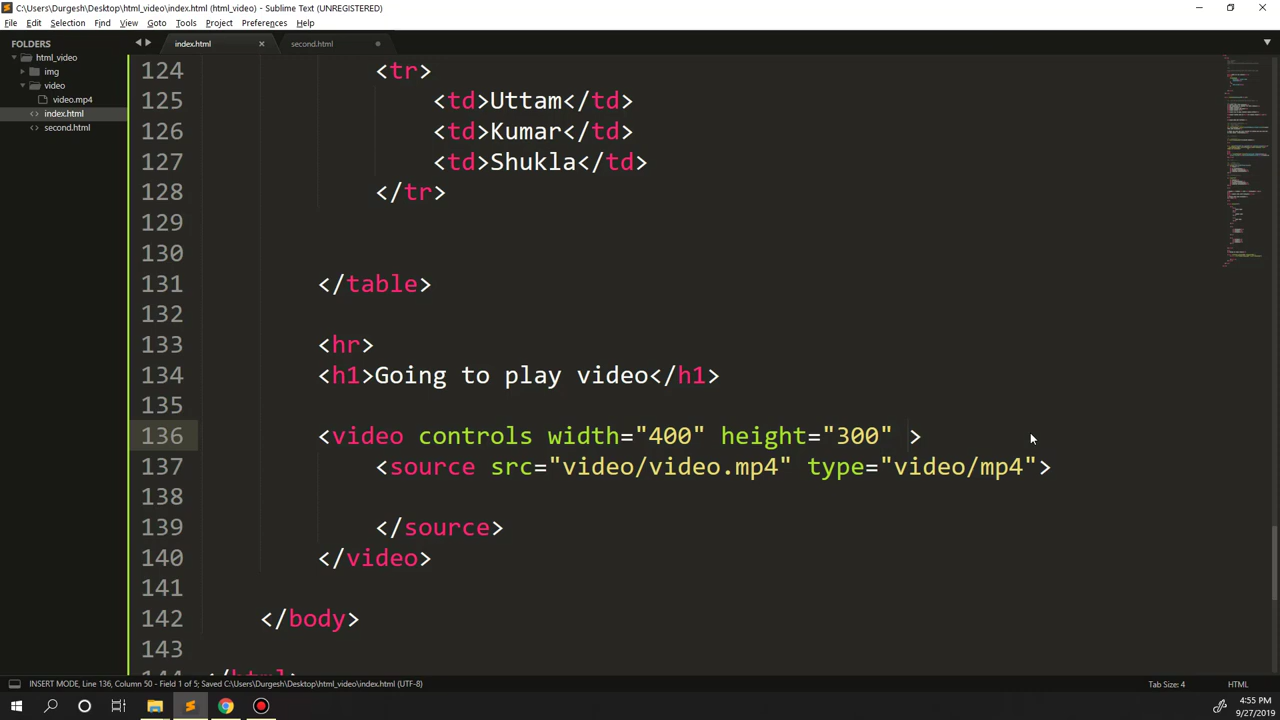 C:\Users\Durgesh\Desktop\html_video\index.html (html_video) - Sublime Text (UNREGISTERED)
File Edit Selection Find View Goto Tools Project Preferences Help
FOLDERS
html_video
img
video
video.mp4
index.html
second.html
index.html second.html
124 <tr>
125 <td>Uttam</td>
126 <td>Kumar</td>
127 <td>Shukla</td>
128 </tr>
129
130
131 </table>
132
133 <hr>
134 <h1>Going to play video</h1>
135
136 <video controls width="400" height="300" >
137 <source src="video/video.mp4" type="video/mp4">
138
139 </source>
140 </video>
141
142 </body>
143
144 </html>
INSERT MODE, Line 136, Column 50 - Field 1 of 5; Saved C:\Users\Durgesh\Desktop\html_video\index.html (UTF-8)
Tab Size: 4 HTML
4:55 PM
9/27/2019